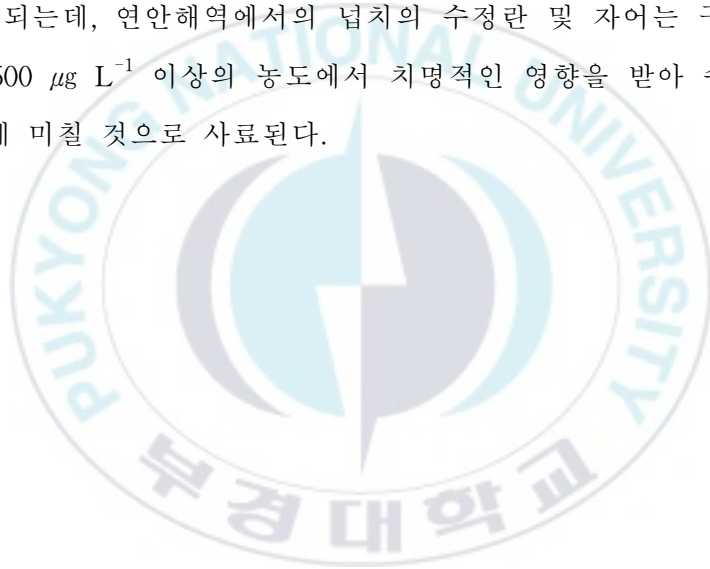 되는데, 연안해역에서의 넙치의 수정란 및 자어는
500 μg L⁻¹ 이상의 농도에서 치명적인 영향을 받아
미칠 것으로 사료된다.
PUKYONG NATIONAL UNIVERSITY
부경대학교